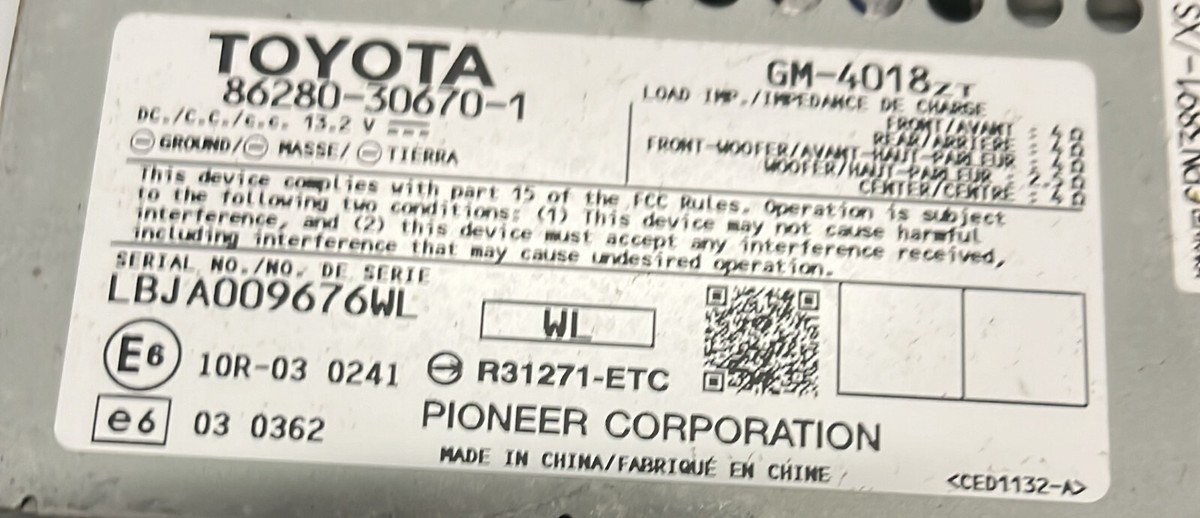 TOYOTA
86280-30670-1
DC./C.C./G.G. 13.2 V
GROUND/ MASSE/ TIERRA
GM-4018ZT
LOAD IMP./IMPEDANCE DE CHARGE
FRONT/AVANT : 4 Ω
REAR/ARRIERE : 4 Ω
FRONT-WOOFER/AVANT-HAUT-PARLEUR : 2 Ω
WOOFER/HAUT-PARLEUR : 2 Ω
CENTER/CENTRE : 4 Ω
This device complies with part 15 of the FCC Rules. Operation is subject
to the following two conditions: (1) This device may not cause harmful
interference, and (2) this device must accept any interference received,
including interference that may cause undesired operation.
SERIAL NO./NO. DE SERIE
LBJA009676WL
WL
E6 10R-03 0241 R31271-ETC
e6 03 0362
PIONEER CORPORATION
MADE IN CHINA/FABRIQUÉ EN CHINE
<CED1132-A>